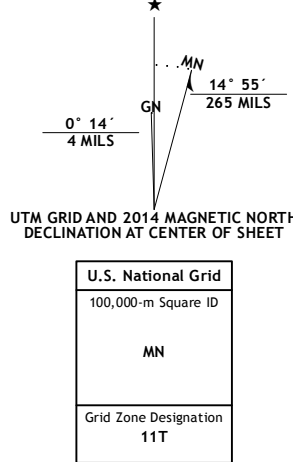 ★
MN
GN
14° 55´
265 MILS
0° 14´
4 MILS
UTM GRID AND 2014 MAGNETIC NORTH
DECLINATION AT CENTER OF SHEET
U.S. National Grid
100,000-m Square ID
MN
Grid Zone Designation
11T